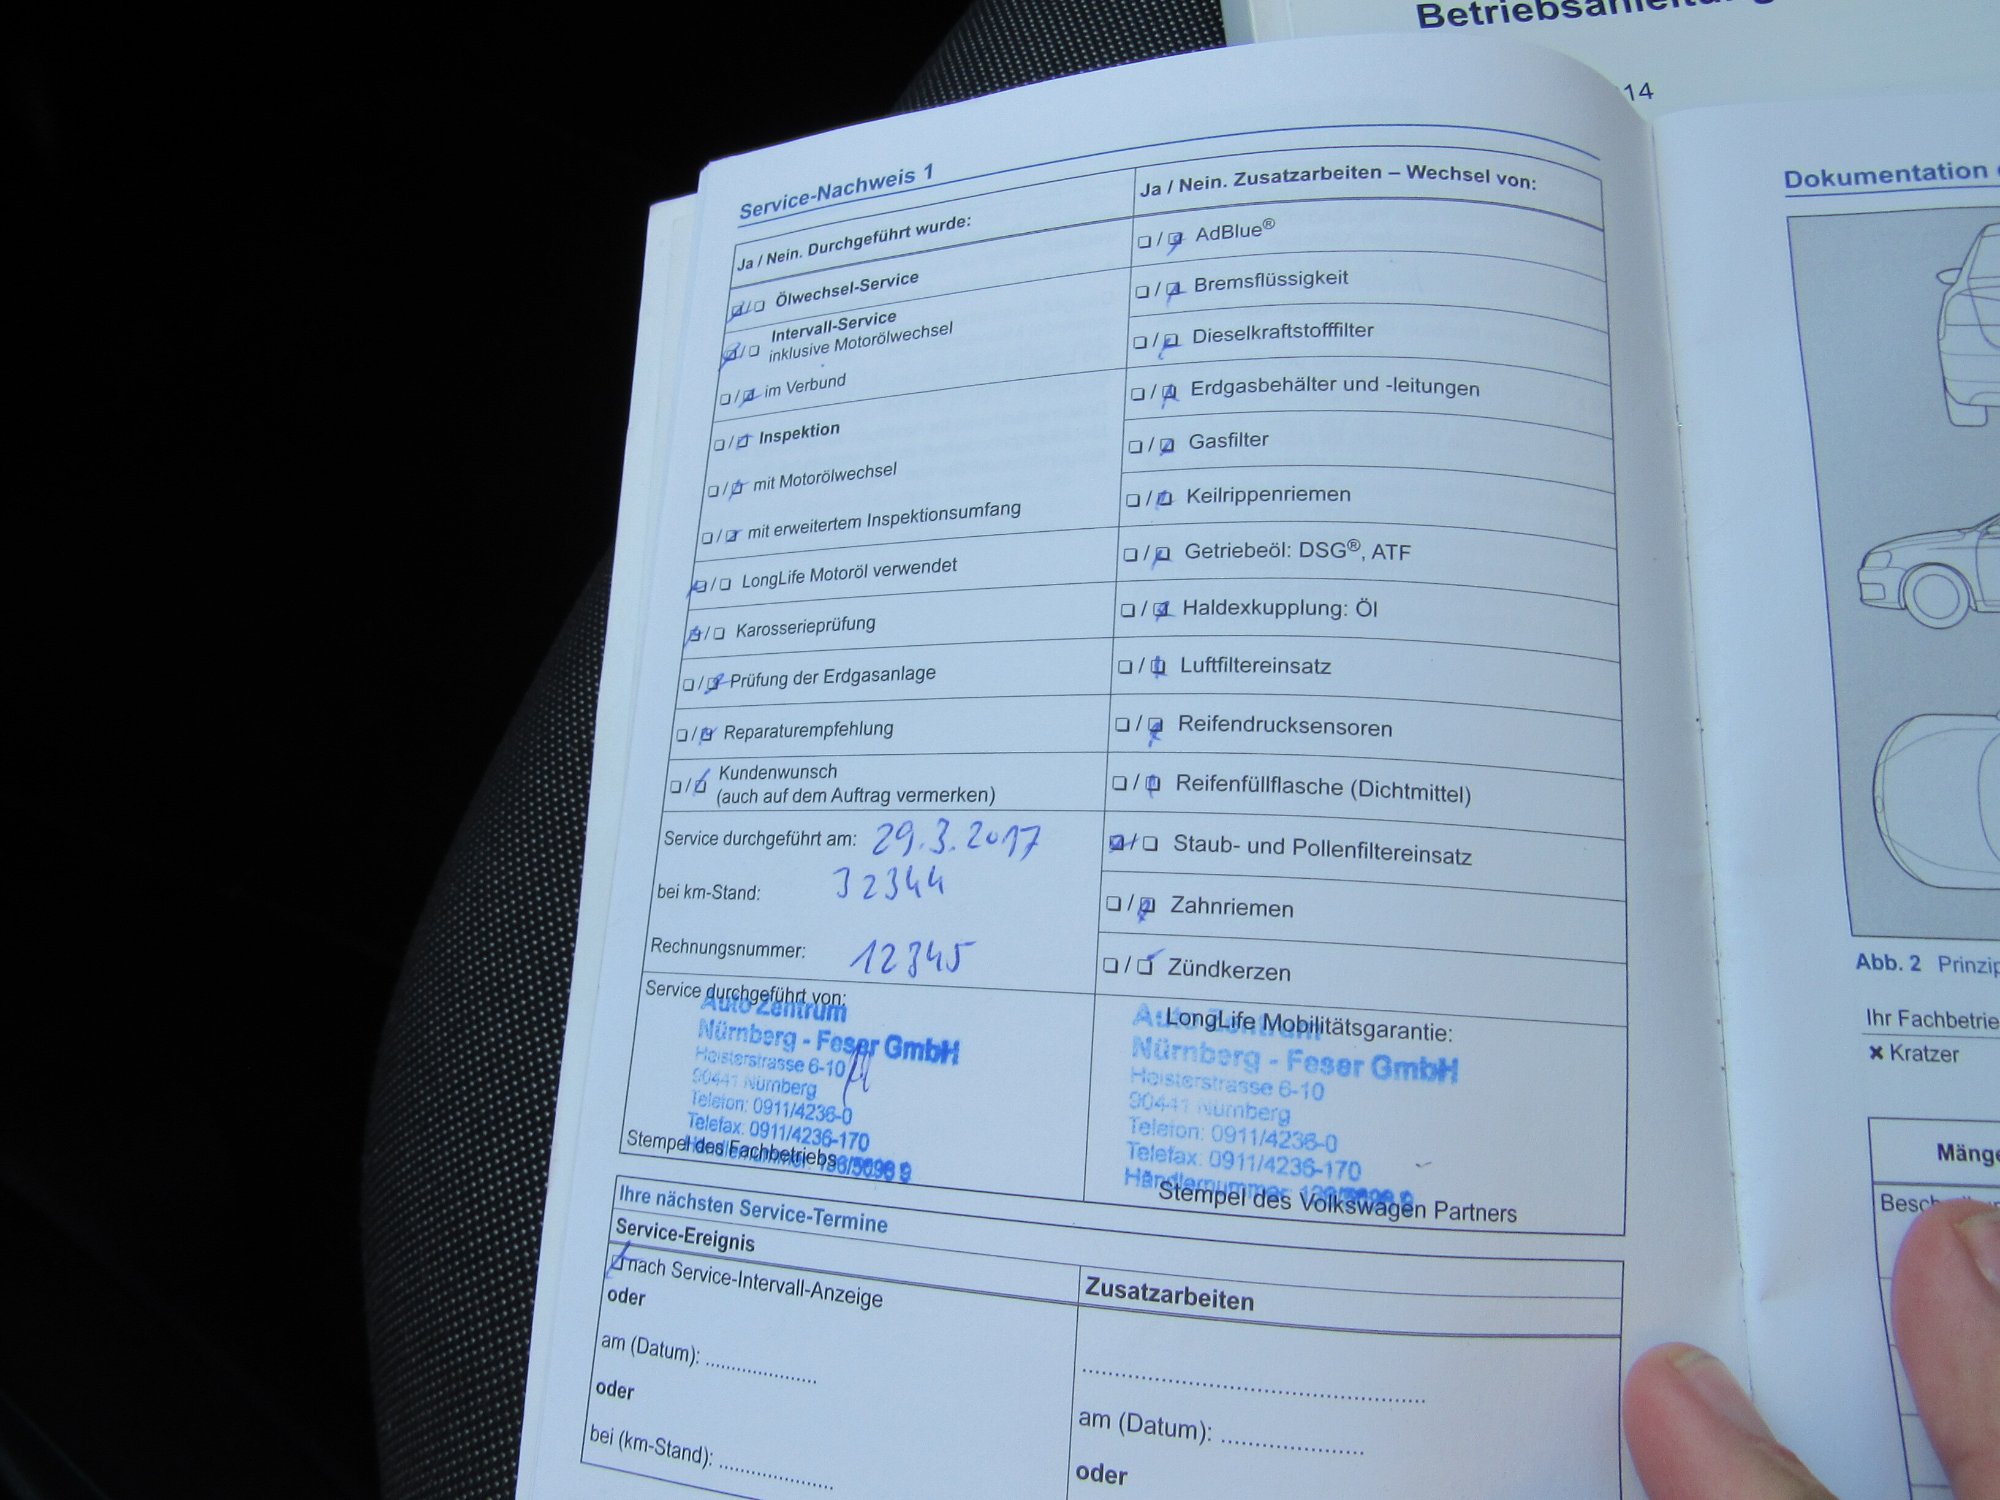 Betriebsanleitung
14
Service-Nachweis 1
Ja / Nein. Durchgeführt wurde:
Ölwechsel-Service
Intervall-Service
inklusive Motorölwechsel
im Verbund
Inspektion
mit Motorölwechsel
mit erweitertem Inspektionsumfang
LongLife Motoröl verwendet
Karosserieprüfung
Prüfung der Erdgasanlage
Reparaturempfehlung
Kundenwunsch
(auch auf dem Auftrag vermerken)
Service durchgeführt am: 29.3.2017
bei km-Stand: 32344
Rechnungsnummer: 12345
Service durchgeführt von:
Auto Zentrum
Nürnberg - Feser GmbH
Heisterstrasse 6-10
90441 Nürnberg
Telefon: 0911/4236-0
Telefax: 0911/4236-170
Händlernummer
Stempel des Fachbetriebs
Ja / Nein. Zusatzarbeiten – Wechsel von:
AdBlue®
Bremsflüssigkeit
Dieselkraftstofffilter
Erdgasbehälter und -leitungen
Gasfilter
Keilrippenriemen
Getriebeöl: DSG®, ATF
Haldexkupplung: Öl
Luftfiltereinsatz
Reifendrucksensoren
Reifenfüllflasche (Dichtmittel)
Staub- und Pollenfiltereinsatz
Zahnriemen
Zündkerzen
LongLife Mobilitätsgarantie:
Auto Zentrum
Nürnberg - Feser GmbH
Heisterstrasse 6-10
90441 Nürnberg
Telefon: 0911/4236-0
Telefax: 0911/4236-170
Händlernummer:
Stempel des Volkswagen Partners
Ihre nächsten Service-Termine
Service-Ereignis
nach Service-Intervall-Anzeige
oder
am (Datum): ....................
oder
bei (km-Stand): ....................
Zusatzarbeiten
............................................................
am (Datum): .........................
oder
Dokumentation
Abb. 2 Prinzip
Ihr Fachbetrie
✖ Kratzer
Mänge